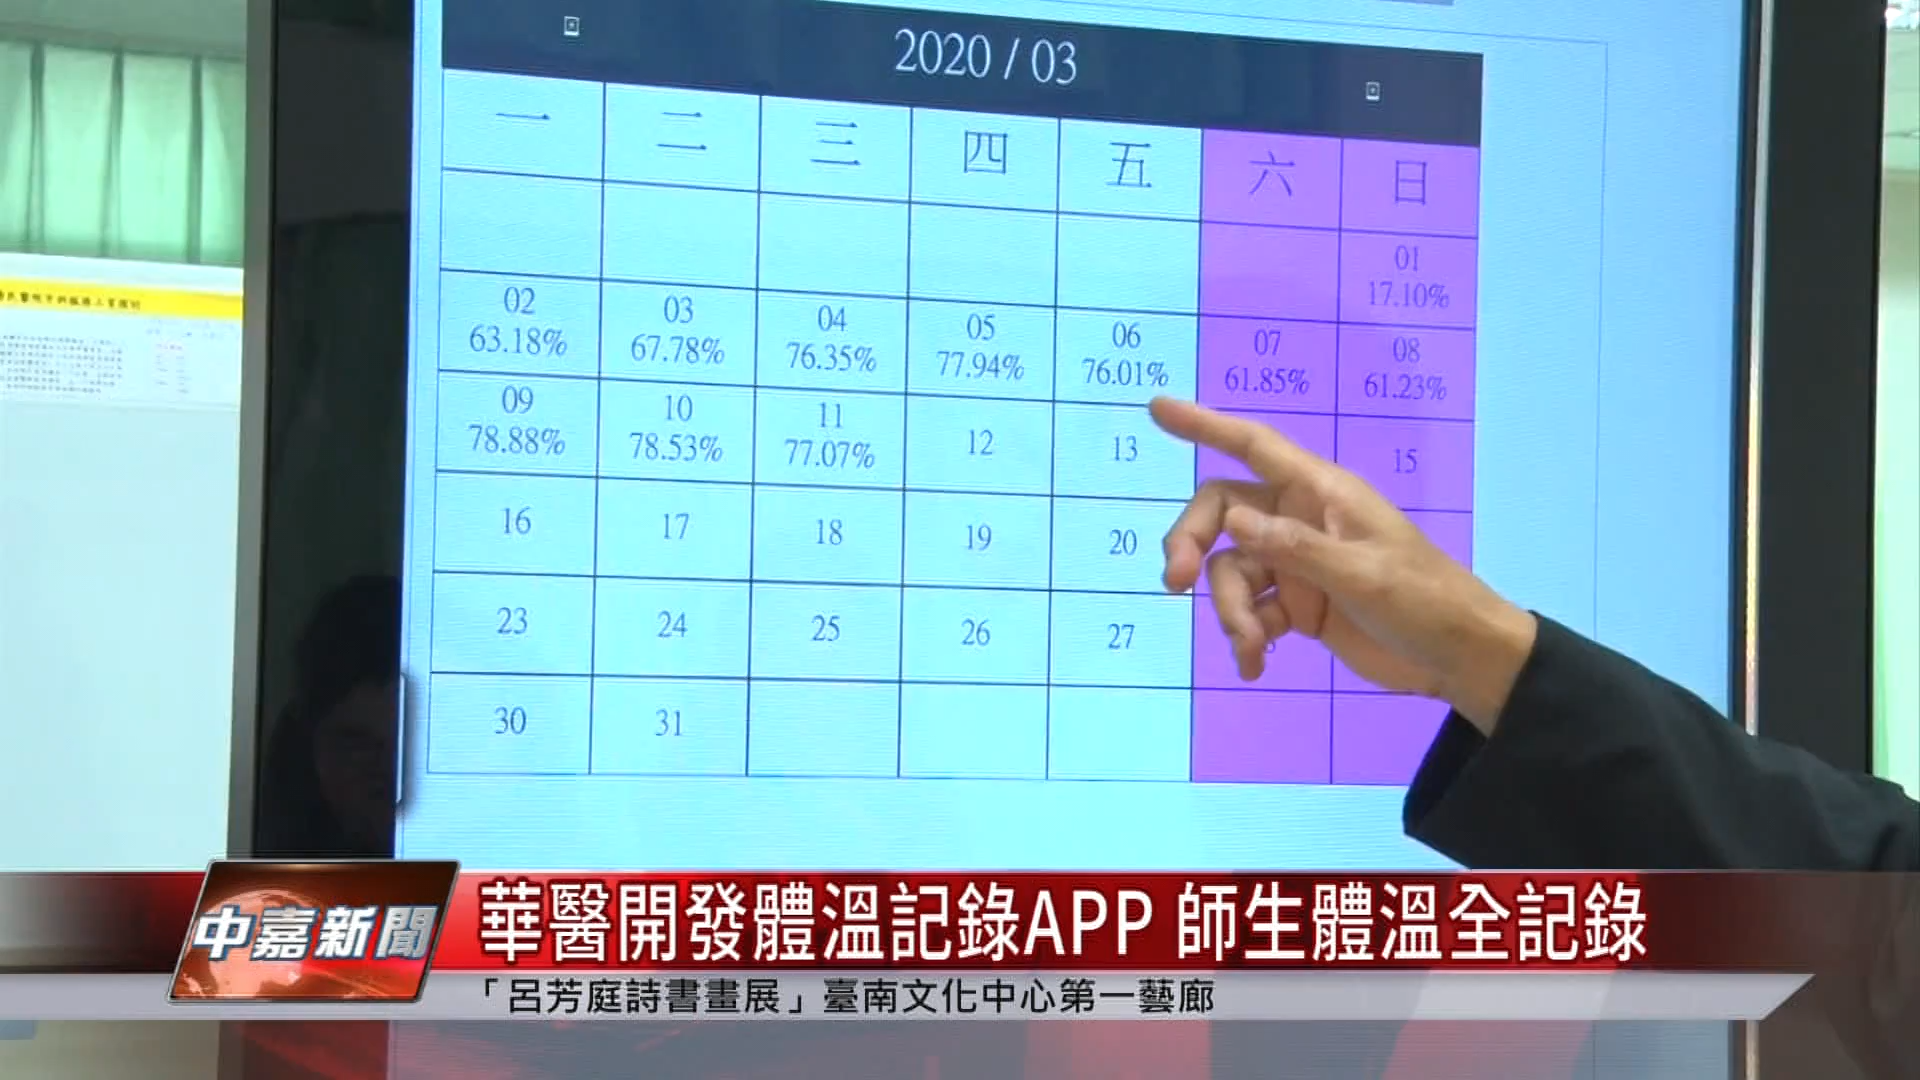 2020 / 03
一 二 三 四 五 六 日
01
17.10%
02 03 04 05 06 07 08
63.18% 67.78% 76.35% 77.94% 76.01% 61.85% 61.23%
09 10 11 12 13 15
78.88% 78.53% 77.07%
16 17 18 19 20
23 24 25 26 27
30 31
中嘉新聞
華醫開發體溫記錄APP 師生體溫全記錄
「呂芳庭詩書畫展」臺南文化中心第一藝廊